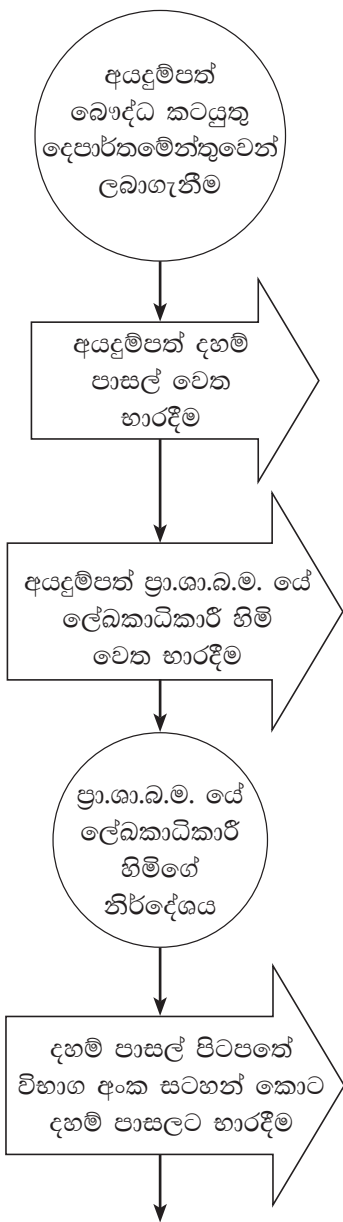 අයදුම්පත්
බෞද්ධ කටයුතු
දෙපාර්තමේන්තුවෙන්
ලබාගැනීම
අයදුම්පත් දහම්
පාසල් වෙත
භාරදීම
අයදුම්පත් ප්‍රා.ශා.බ.ම. යේ
ලේඛකාධිකාරී හිමි
වෙත භාරදීම
ප්‍රා.ශා.බ.ම. යේ
ලේඛකාධිකාරී
හිමිගේ
නිර්දේශය
දහම් පාසල් පිටපතේ
විභාග අංක සටහන් කොට
දහම් පාසලට භාරදීම